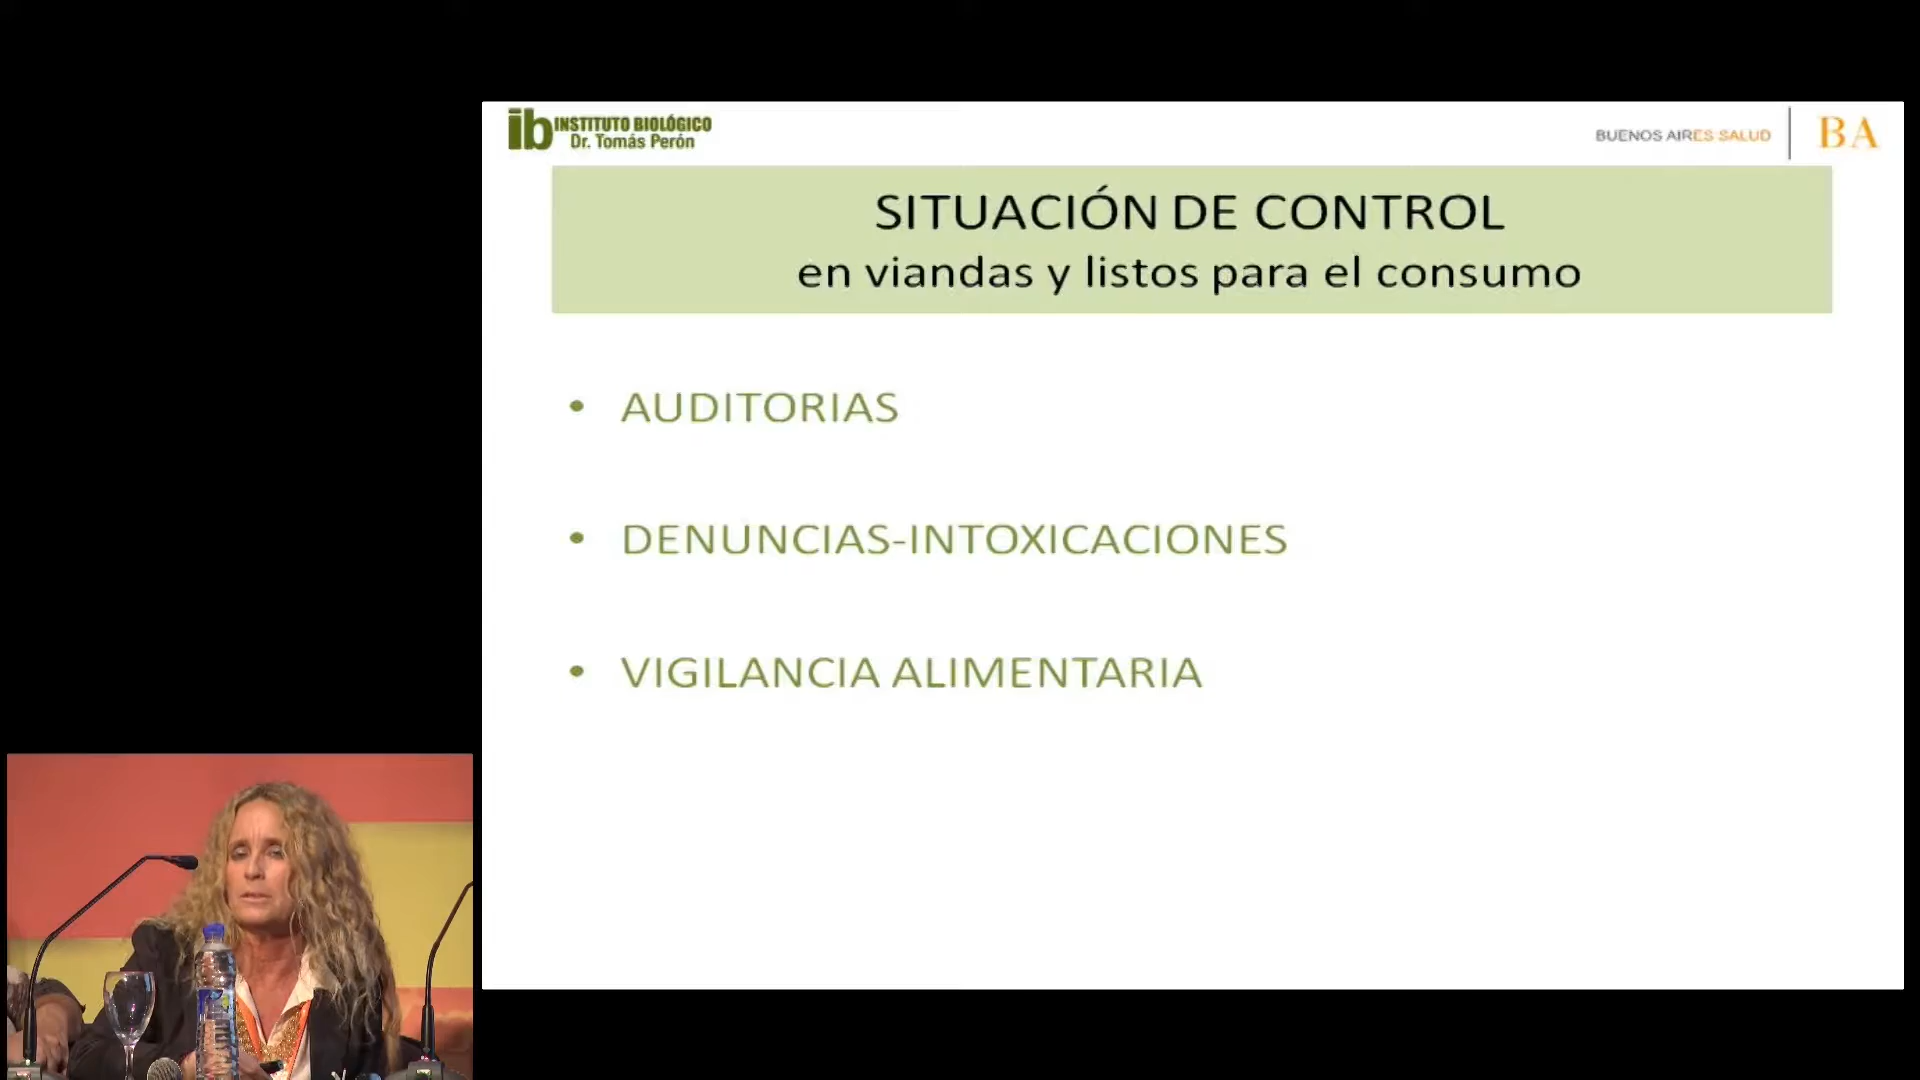 ib INSTITUTO BIOLÓGICO
Dr. Tomás Perón
BUENOS AIRES SALUD
BA
SITUACIÓN DE CONTROL
en viandas y listos para el consumo
• AUDITORIAS
• DENUNCIAS-INTOXICACIONES
• VIGILANCIA ALIMENTARIA